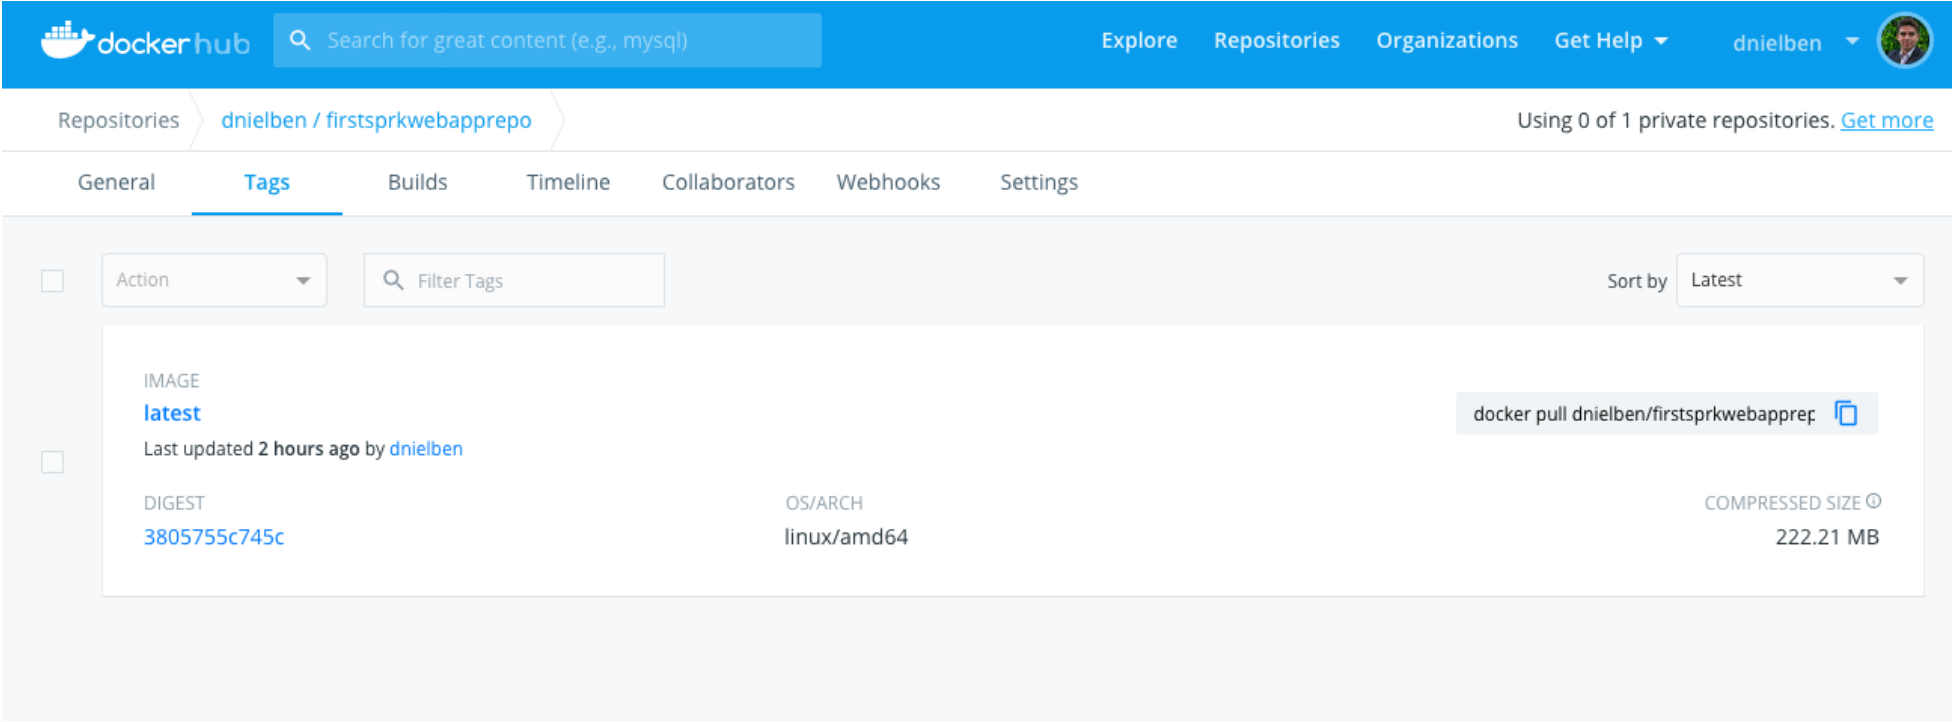 dockerhub Search for great content (e.g., mysql) Explore Repositories Organizations Get Help dnielben
Repositories dnielben / firstsprkwebapprepo Using 0 of 1 private repositories. Get more
General Tags Builds Timeline Collaborators Webhooks Settings
Action Filter Tags Sort by Latest
IMAGE
latest docker pull dnielben/firstsprkwebapprep
Last updated 2 hours ago by dnielben
DIGEST OS/ARCH COMPRESSED SIZE
3805755c745c linux/amd64 222.21 MB